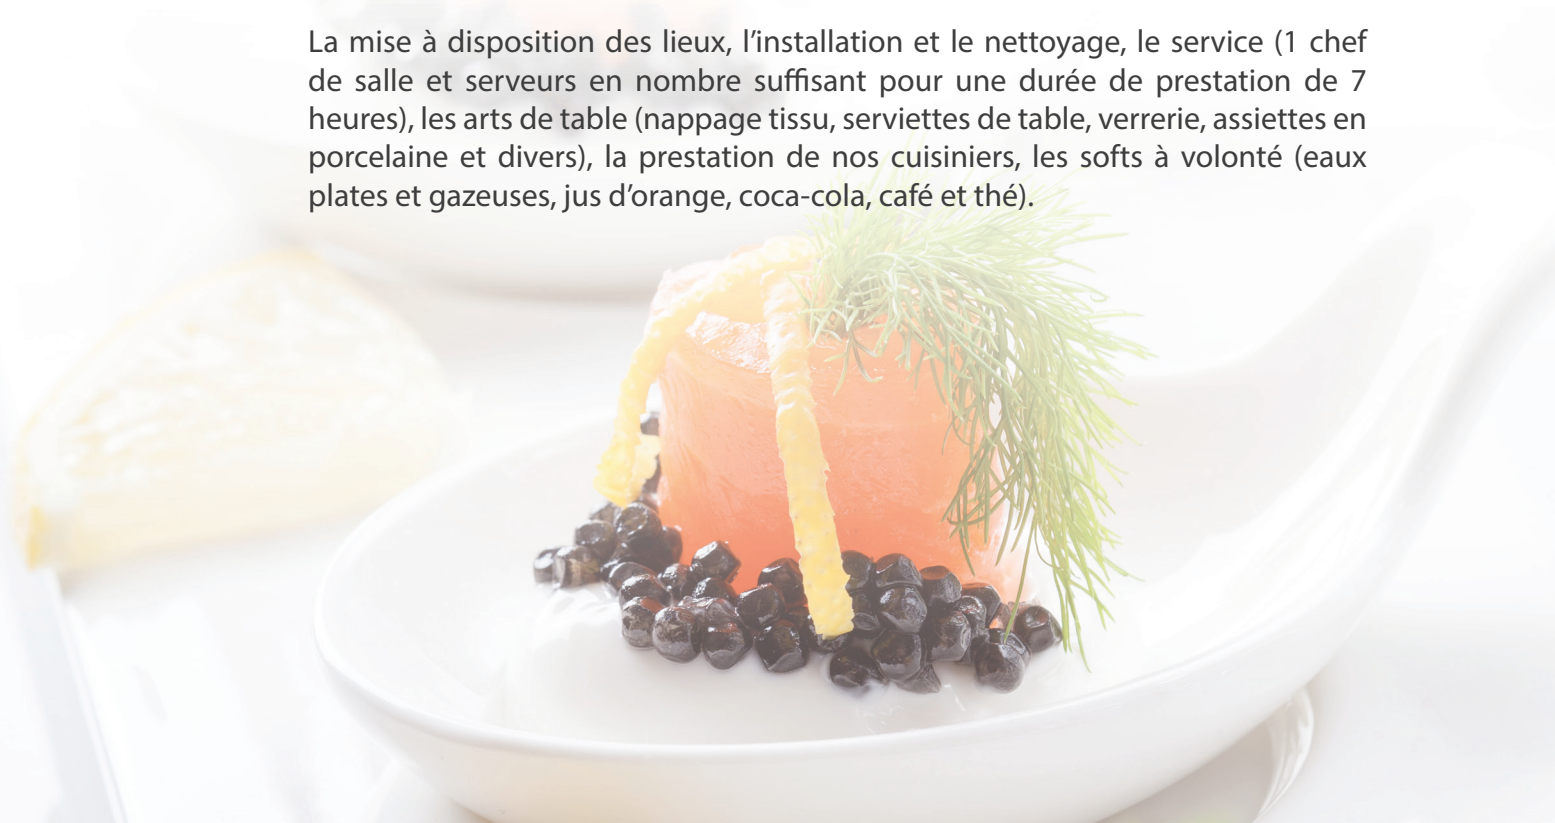 La mise à disposition des lieux, l’installation et le nettoyage, le service (1 chef
de salle et serveurs en nombre suffisant pour une durée de prestation de 7
heures), les arts de table (nappage tissu, serviettes de table, verrerie, assiettes en
porcelaine et divers), la prestation de nos cuisiniers, les softs à volonté (eaux
plates et gazeuses, jus d’orange, coca-cola, café et thé).